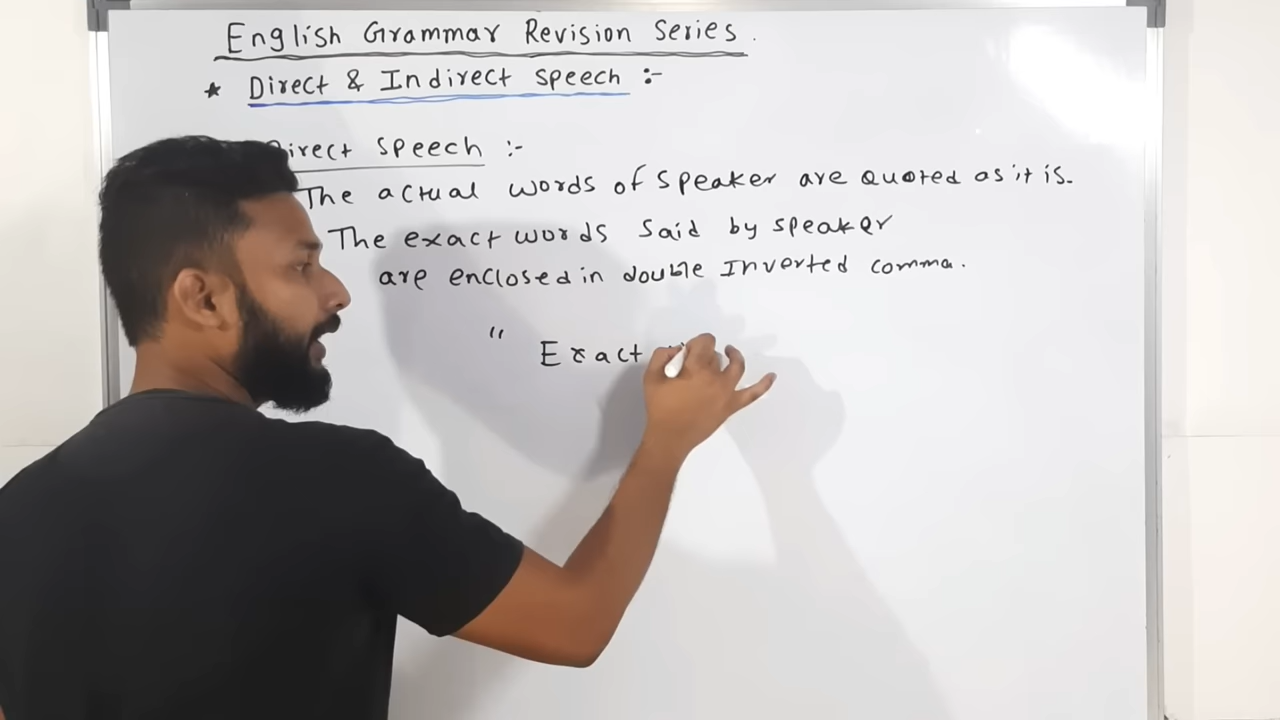 English Grammar Revision Series.
* Direct & Indirect Speech :-
Direct Speech :-
The actual words of speaker are quoted as it is.
The exact words said by speaker
are enclosed in double Inverted comma.
" Exact